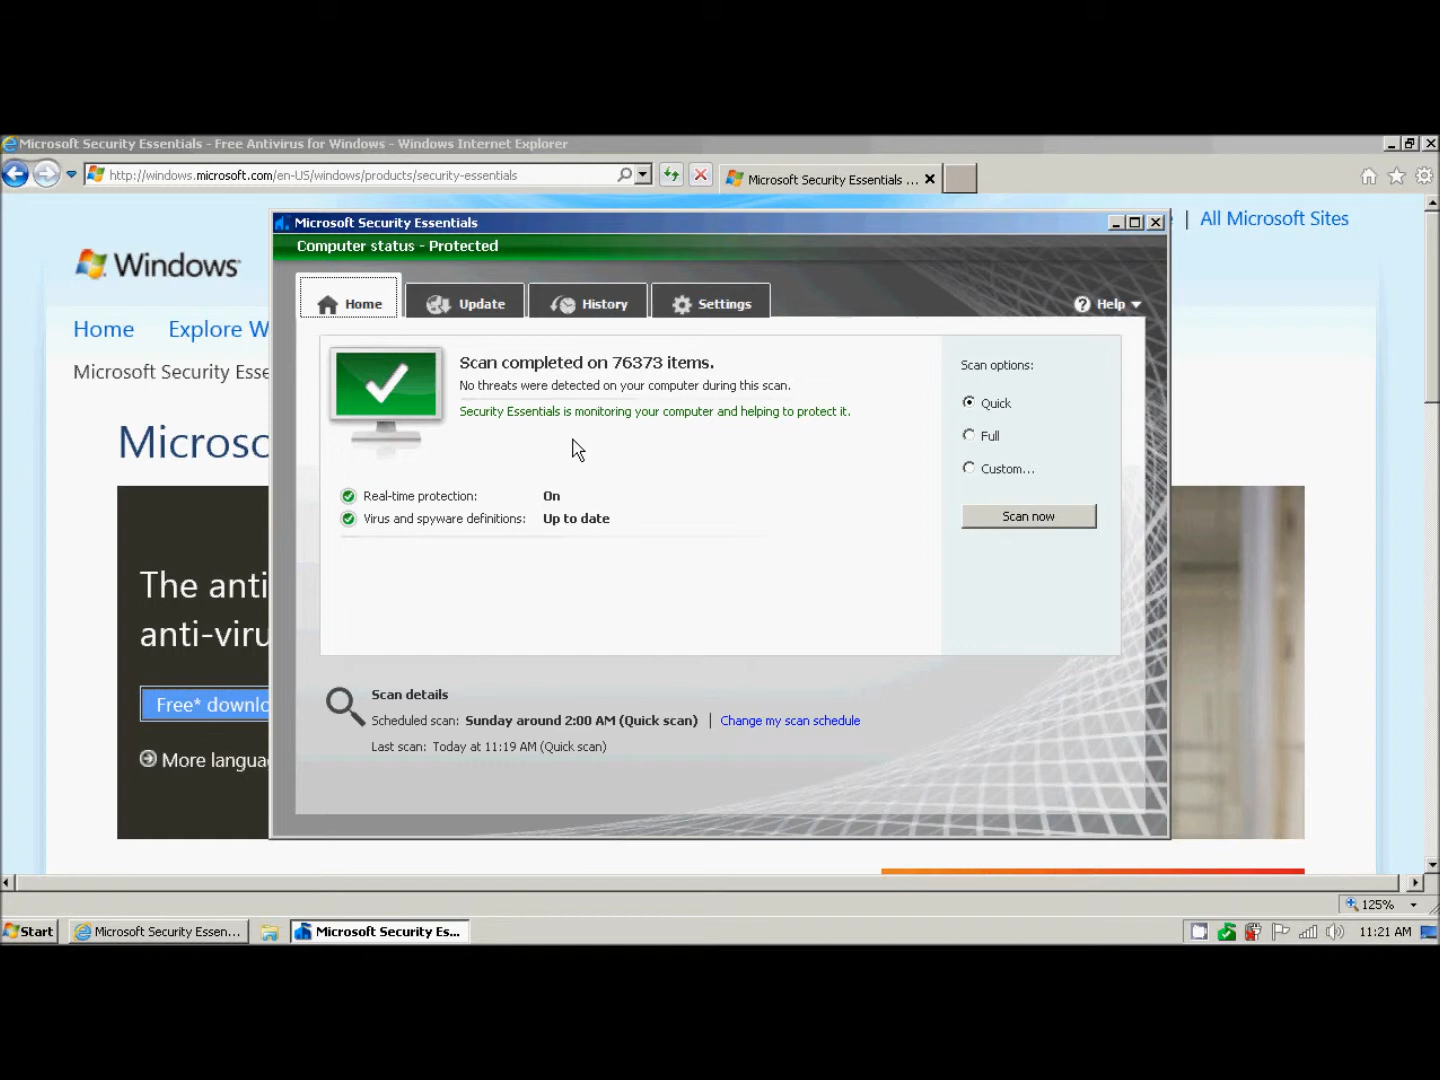 Microsoft Security Essentials - Free Antivirus for Windows - Windows Internet Explorer
http://windows.microsoft.com/en-US/windows/products/security-essentials
Microsoft Security Essentials ...
| All Microsoft Sites
Windows
Home Explore W
Microsoft Security Esse
Microsc
The anti
anti-viru
Free* downlo
More langua
Microsoft Security Essentials
Computer status - Protected
Home
Update
History
Settings
Help
Scan completed on 76373 items.
No threats were detected on your computer during this scan.
Security Essentials is monitoring your computer and helping to protect it.
Real-time protection: On
Virus and spyware definitions: Up to date
Scan options:
Quick
Full
Custom...
Scan now
Scan details
Scheduled scan: Sunday around 2:00 AM (Quick scan) | Change my scan schedule
Last scan: Today at 11:19 AM (Quick scan)
125%
Start
Microsoft Security Essen...
Microsoft Security Es...
11:21 AM